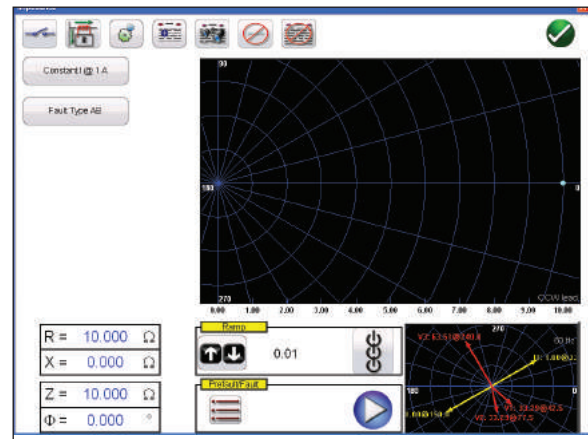 Constant I @ 1 A
Fault Type AB
90
180
0
270
CCW lead
0.00 1.00 2.00 3.00 4.00 5.00 6.00 7.00 8.00 9.00 10.00
R = 10.000 Ω
X = 0.000 Ω
Z = 10.000 Ω
Φ = 0.000 °
Ramp
0.01
Prefault/Fault
270
60 Hz
180
0
90